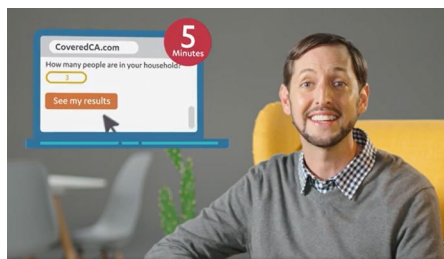 5
Minutes
CoveredCA.com
How many people are in your household?
3
See my results